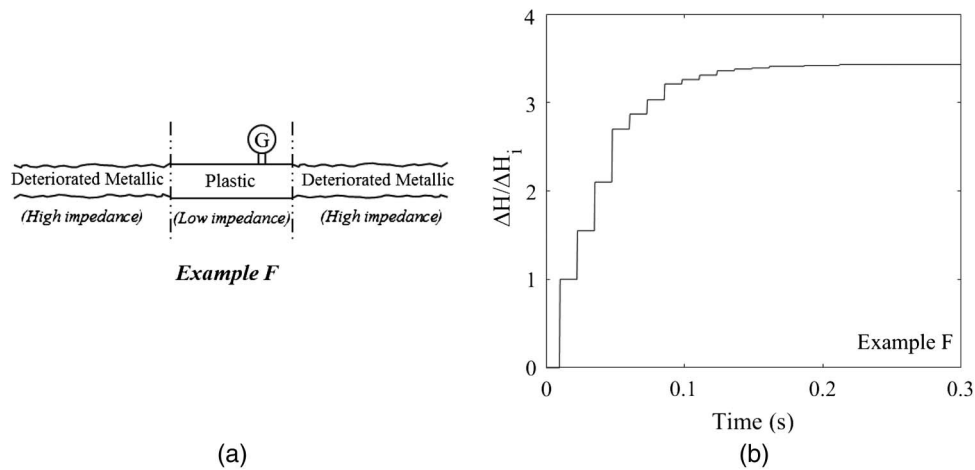 G
Deteriorated Metallic
Plastic
Deteriorated Metallic
(High impedance)
(Low impedance)
(High impedance)
Example F
(a)
4
3
2
1
0
ΔH/ΔHi
0
0.1
0.2
0.3
Time (s)
Example F
(b)